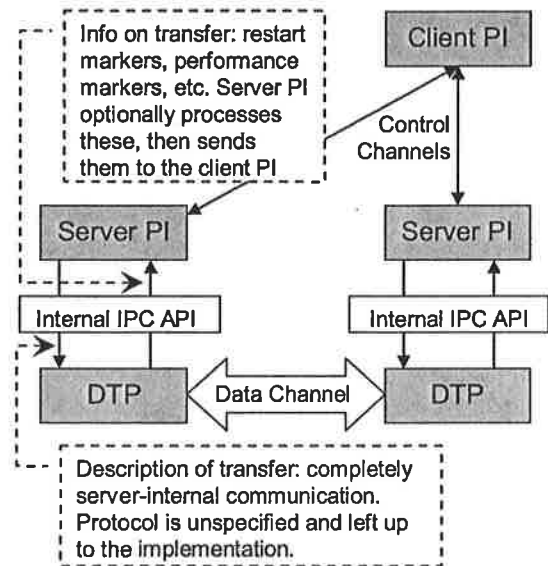 Info on transfer: restart
markers, performance
markers, etc. Server PI
optionally processes
these, then sends
them to the client PI
Client PI
Control
Channels
Server PI
Server PI
Internal IPC API
Internal IPC API
DTP
Data Channel
DTP
Description of transfer: completely
server-internal communication.
Protocol is unspecified and left up
to the implementation.